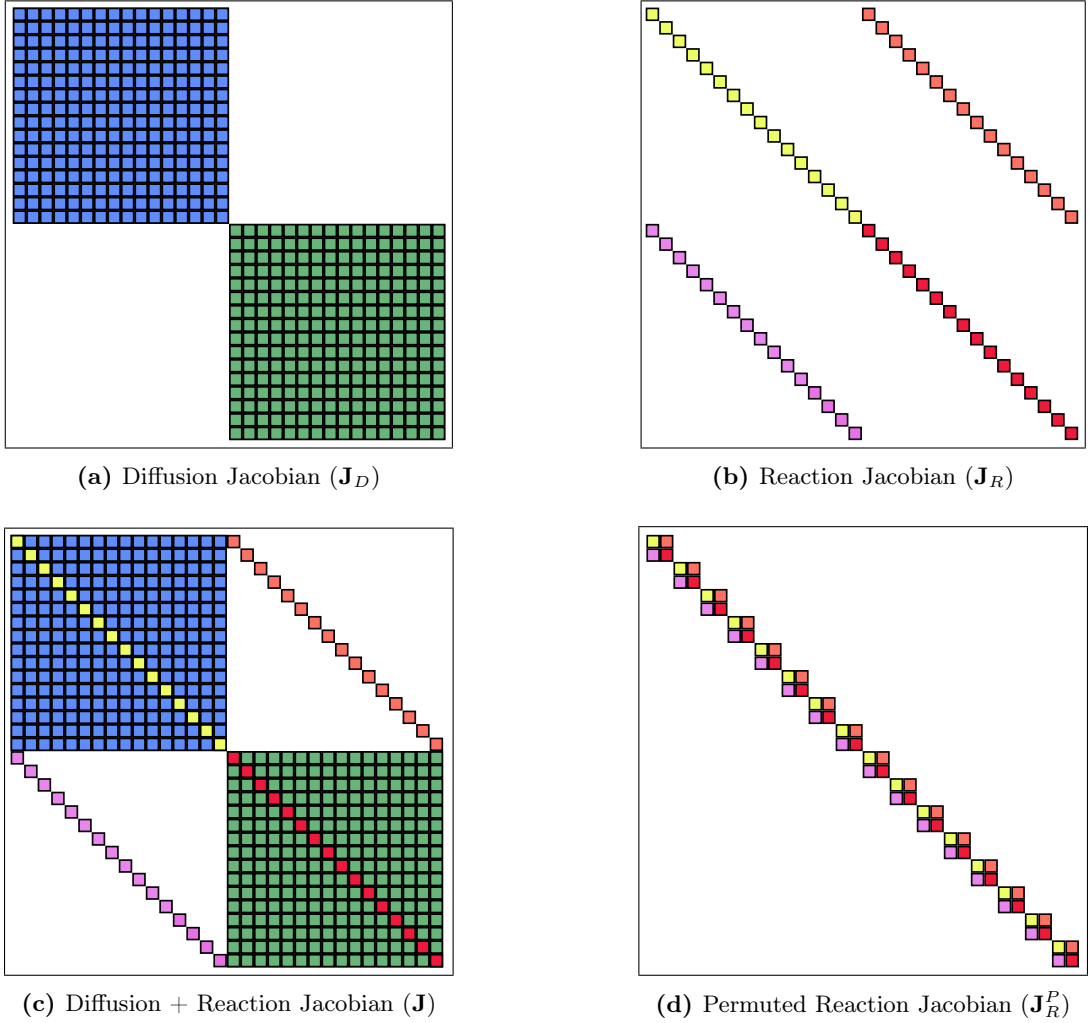 (a) Diffusion Jacobian (J_D)
(b) Reaction Jacobian (J_R)
(c) Diffusion + Reaction Jacobian (J)
(d) Permuted Reaction Jacobian (J_R^P)